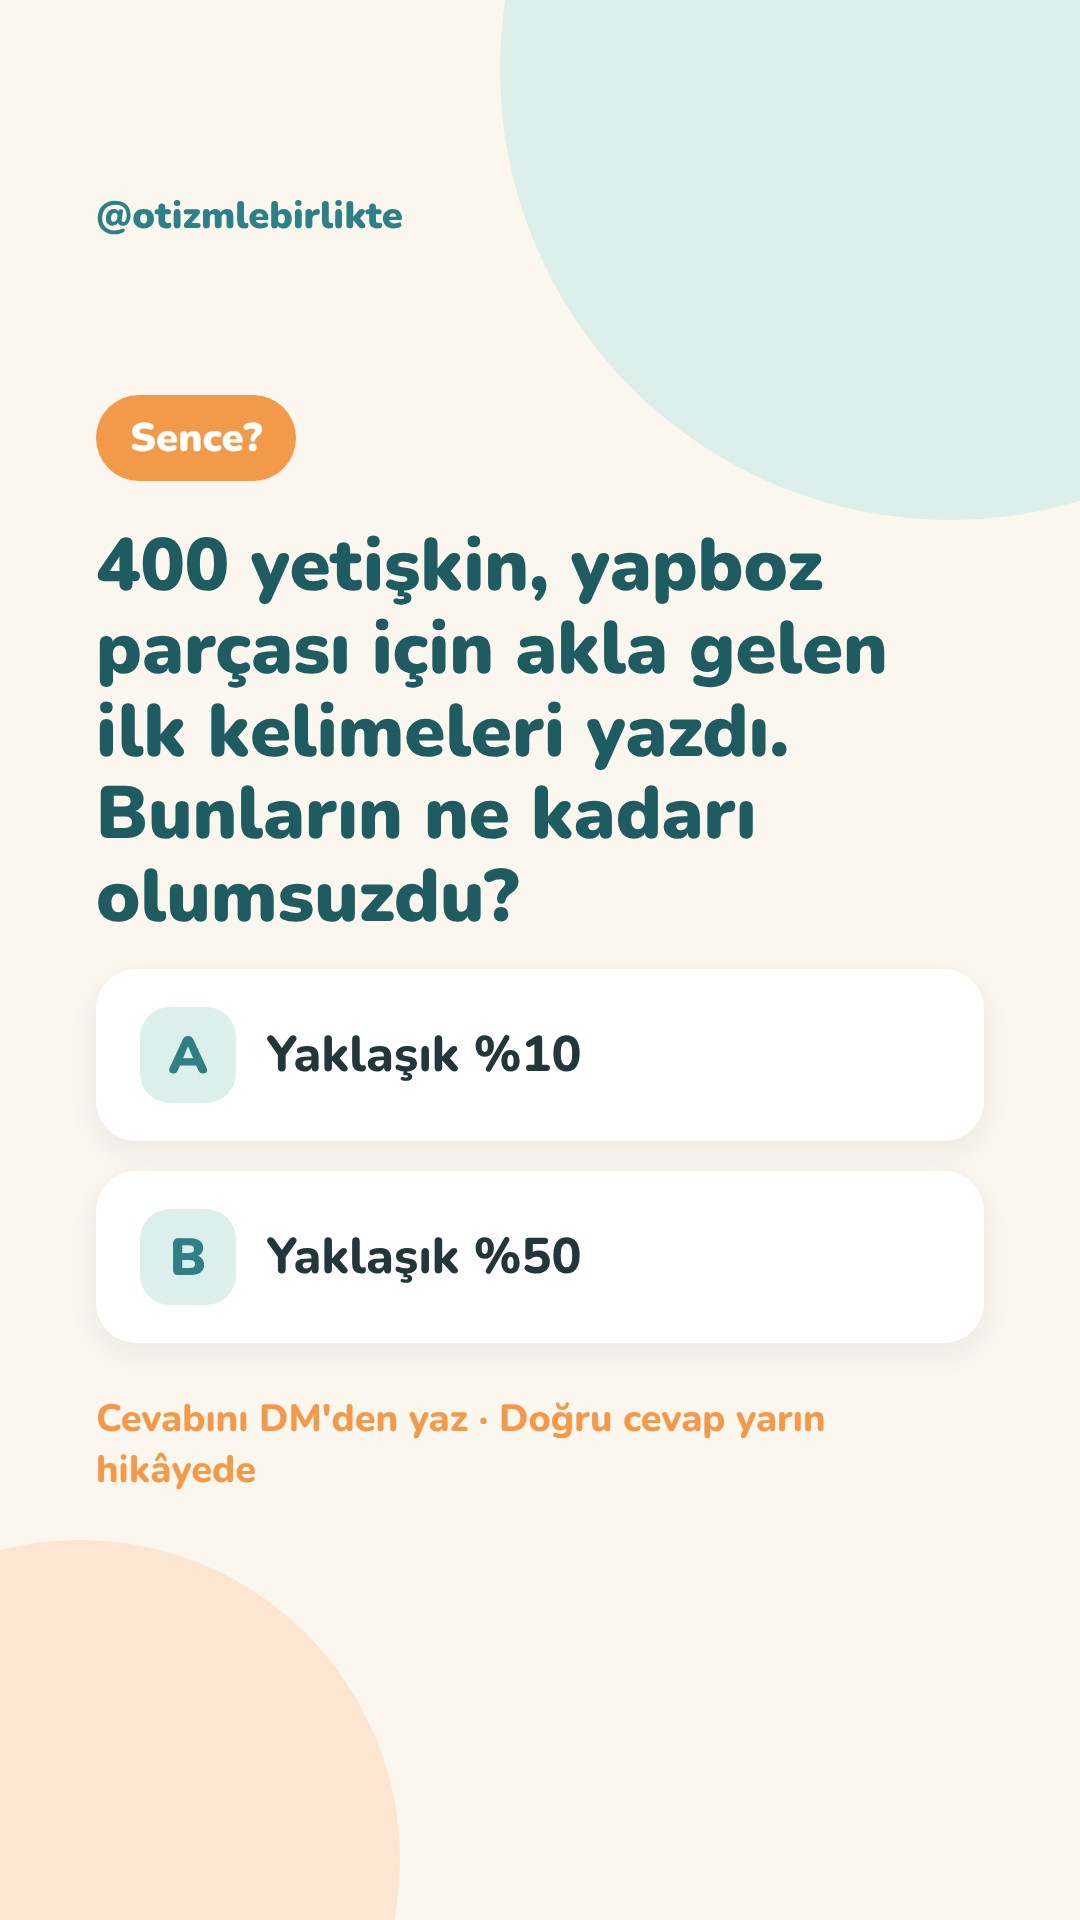 @otizmlebirlikte
Sence?
400 yetişkin, yapboz
parçası için akla gelen
ilk kelimeleri yazdı.
Bunların ne kadarı
olumsuzdu?
A Yaklaşık %10
B Yaklaşık %50
Cevabını DM'den yaz · Doğru cevap yarın
hikâyede